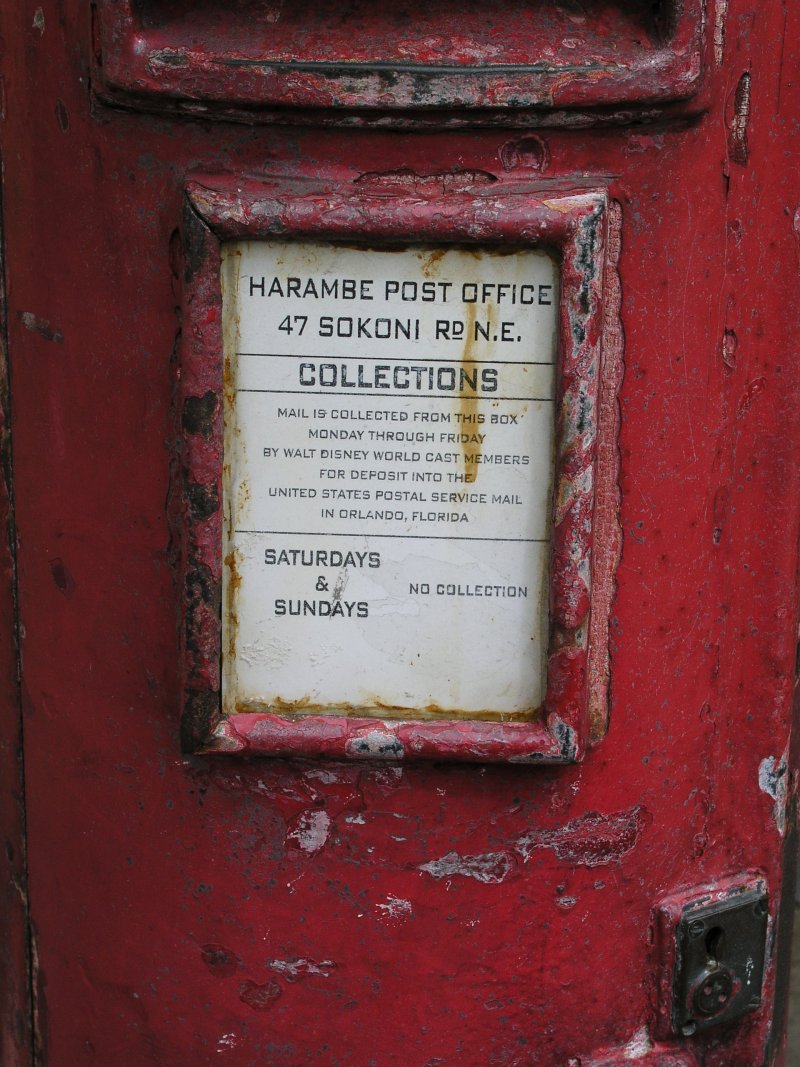 HARAMBE POST OFFICE
47 SOKONI RD N.E.
COLLECTIONS
MAIL IS COLLECTED FROM THIS BOX
MONDAY THROUGH FRIDAY
BY WALT DISNEY WORLD CAST MEMBERS
FOR DEPOSIT INTO THE
UNITED STATES POSTAL SERVICE MAIL
IN ORLANDO, FLORIDA
SATURDAYS
&
SUNDAYS
NO COLLECTION